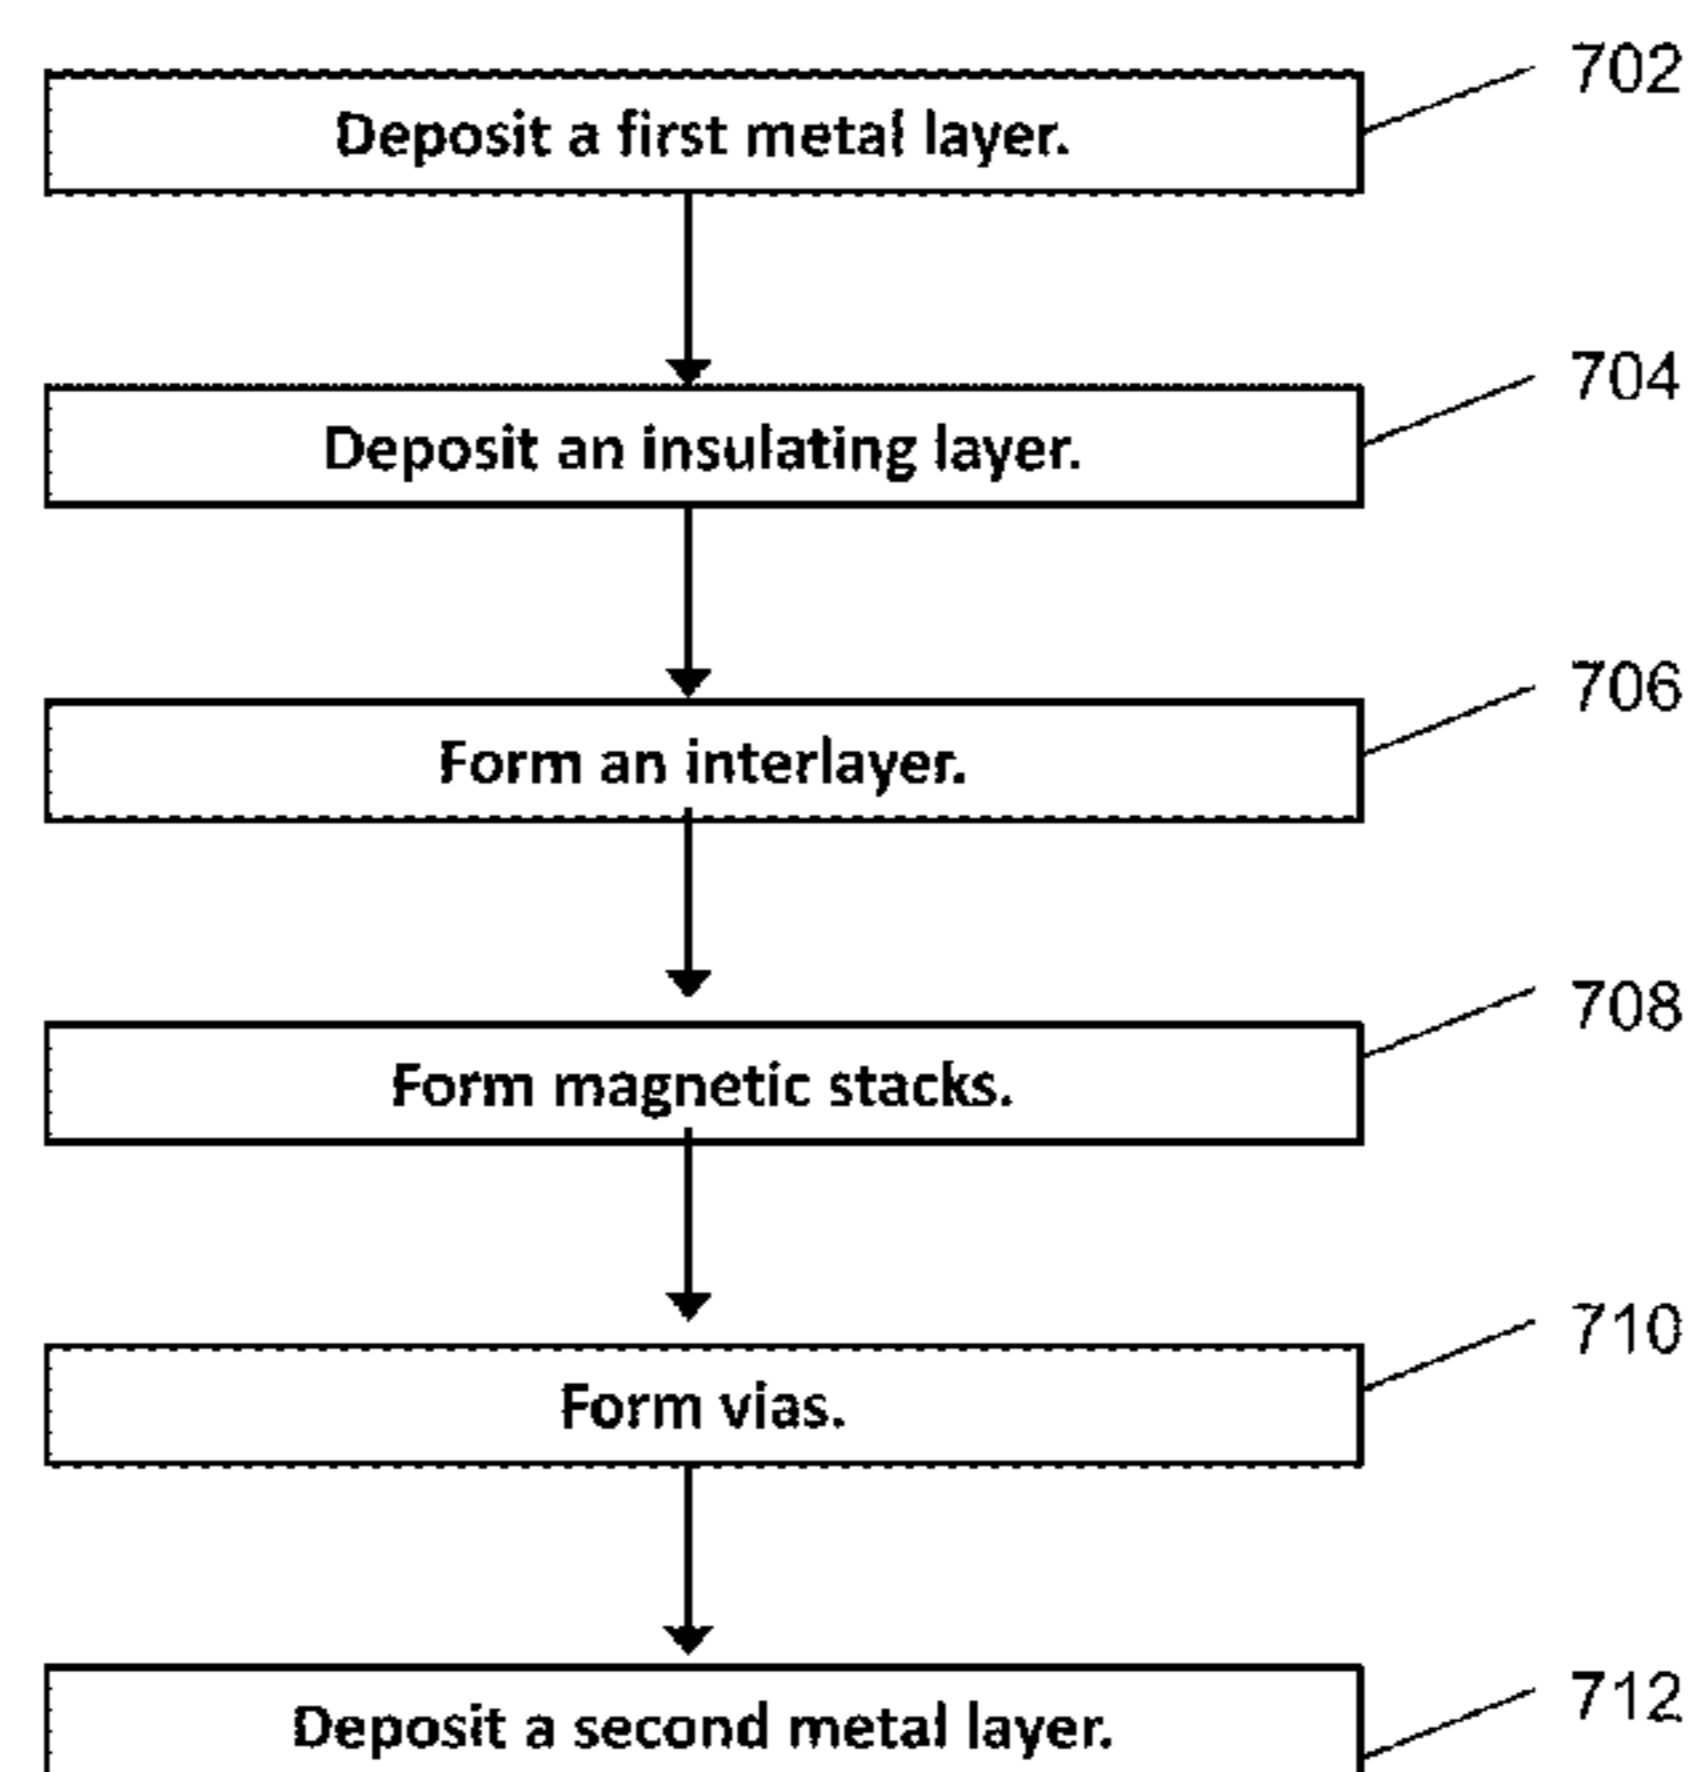 702
Deposit a first metal layer.
704
Deposit an insulating layer.
706
Form an interlayer.
708
Form magnetic stacks.
710
Form vias.
712
Deposit a second metal layer.